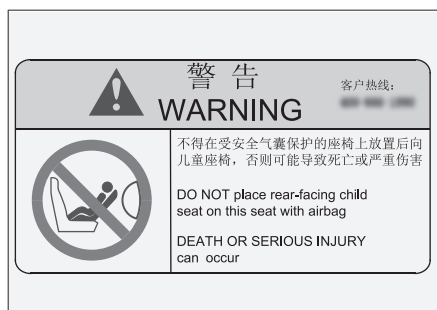 警 告
WARNING
客户热线：
不得在受安全气囊保护的座椅上放置后向
儿童座椅，否则可能导致死亡或严重伤害
DO NOT place rear-facing child
seat on this seat with airbag
DEATH OR SERIOUS INJURY
can occur